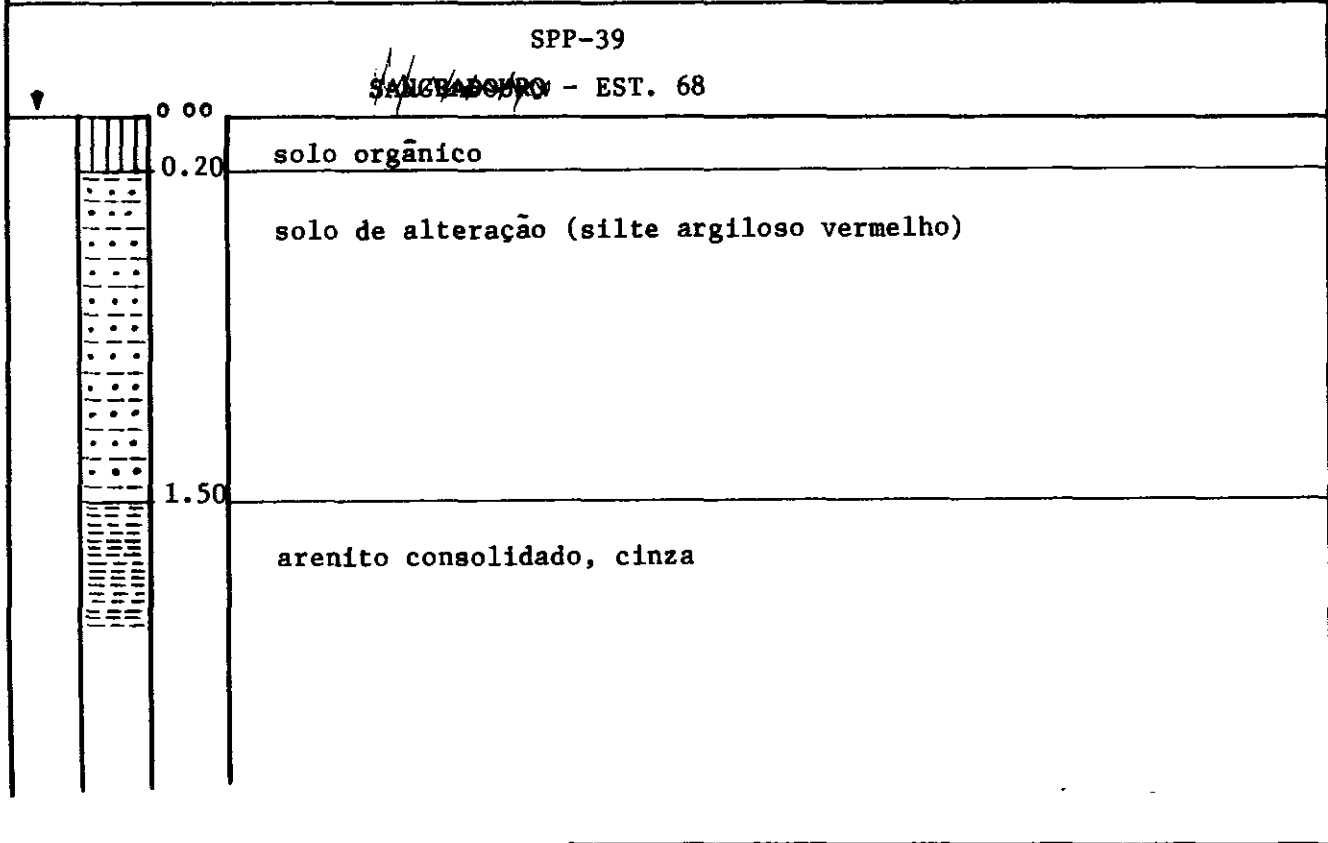 SPP-39
SANGRADOURO - EST. 68
0 00
0.20
solo orgânico
solo de alteração (silte argiloso vermelho)
1.50
arenito consolidado, cinza